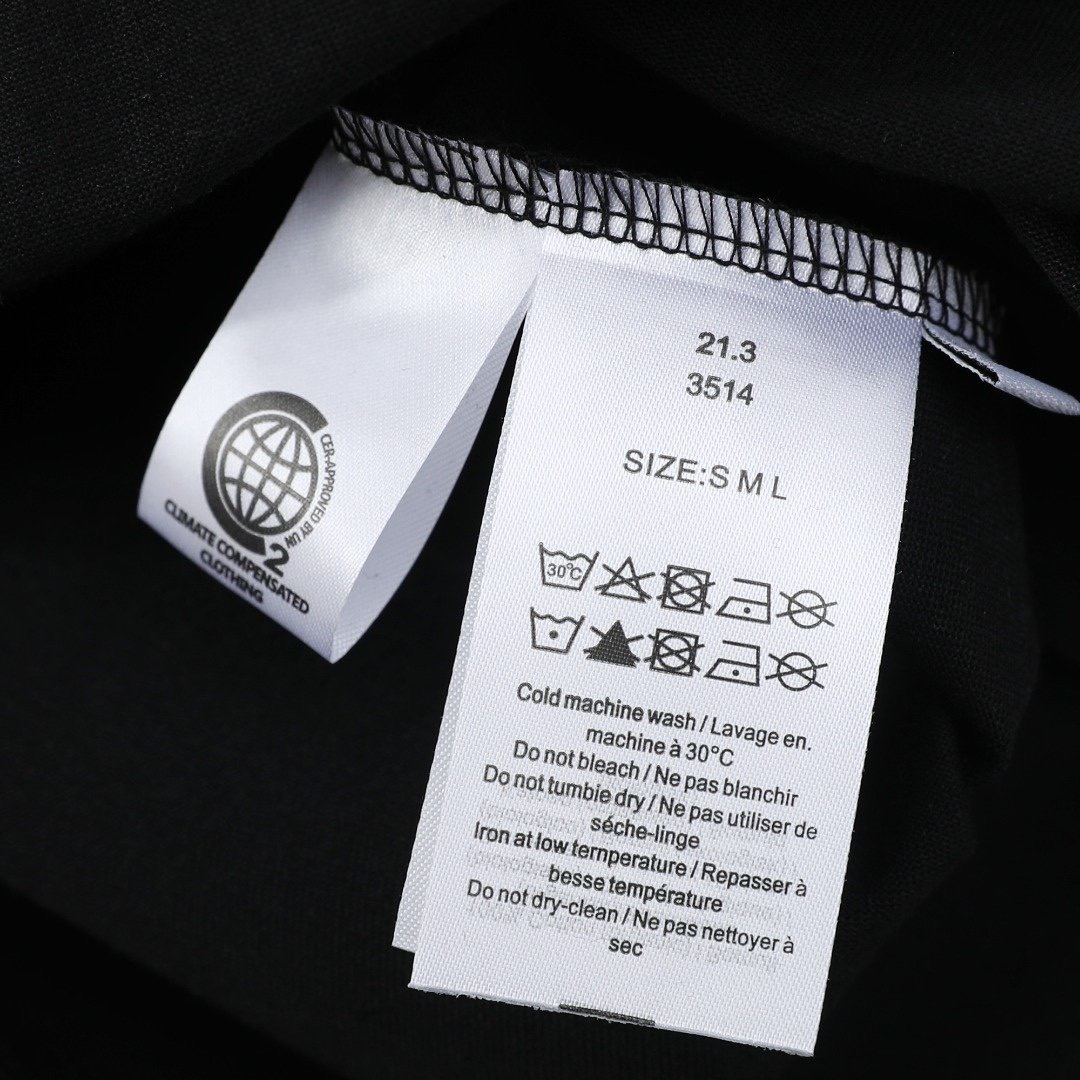 CER-APPROVED BY UN
2
CLIMATE COMPENSATED
CLOTHING
21.3
3514
SIZE:S M L
30°C
Cold machine wash / Lavage en.
machine à 30°C
Do not bleach / Ne pas blanchir
Do not tumble dry / Ne pas utiliser de
séche-linge
Iron at low ternperature / Repasser à
besse température
Do not dry-clean / Ne pas nettoyer à
sec